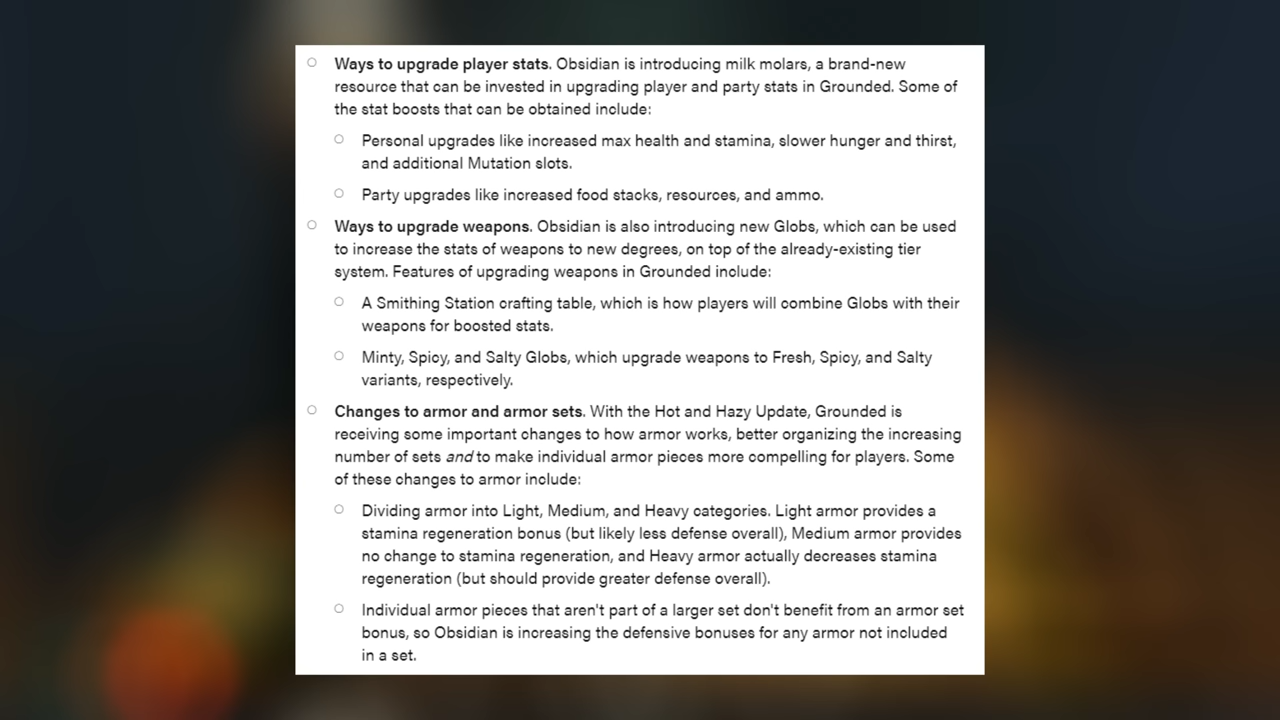 Ways to upgrade player stats. Obsidian is introducing milk molars, a brand-new
resource that can be invested in upgrading player and party stats in Grounded. Some of
the stat boosts that can be obtained include:
Personal upgrades like increased max health and stamina, slower hunger and thirst,
and additional Mutation slots.
Party upgrades like increased food stacks, resources, and ammo.
Ways to upgrade weapons. Obsidian is also introducing new Globs, which can be used
to increase the stats of weapons to new degrees, on top of the already-existing tier
system. Features of upgrading weapons in Grounded include:
A Smithing Station crafting table, which is how players will combine Globs with their
weapons for boosted stats.
Minty, Spicy, and Salty Globs, which upgrade weapons to Fresh, Spicy, and Salty
variants, respectively.
Changes to armor and armor sets. With the Hot and Hazy Update, Grounded is
receiving some important changes to how armor works, better organizing the increasing
number of sets and to make individual armor pieces more compelling for players. Some
of these changes to armor include:
Dividing armor into Light, Medium, and Heavy categories. Light armor provides a
stamina regeneration bonus (but likely less defense overall), Medium armor provides
no change to stamina regeneration, and Heavy armor actually decreases stamina
regeneration (but should provide greater defense overall).
Individual armor pieces that aren't part of a larger set don't benefit from an armor set
bonus, so Obsidian is increasing the defensive bonuses for any armor not included
in a set.